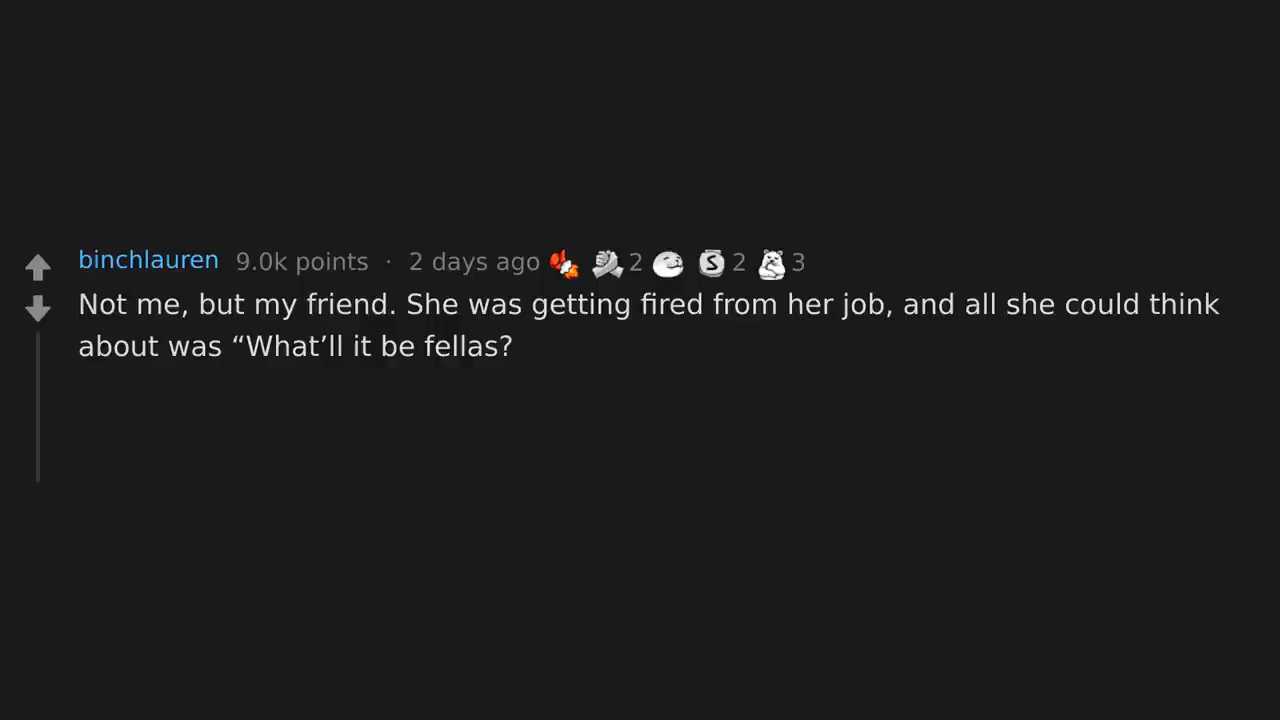 binchlauren 9.0k points · 2 days ago 2 S 2 3
Not me, but my friend. She was getting fired from her job, and all she could think
about was “What’ll it be fellas?